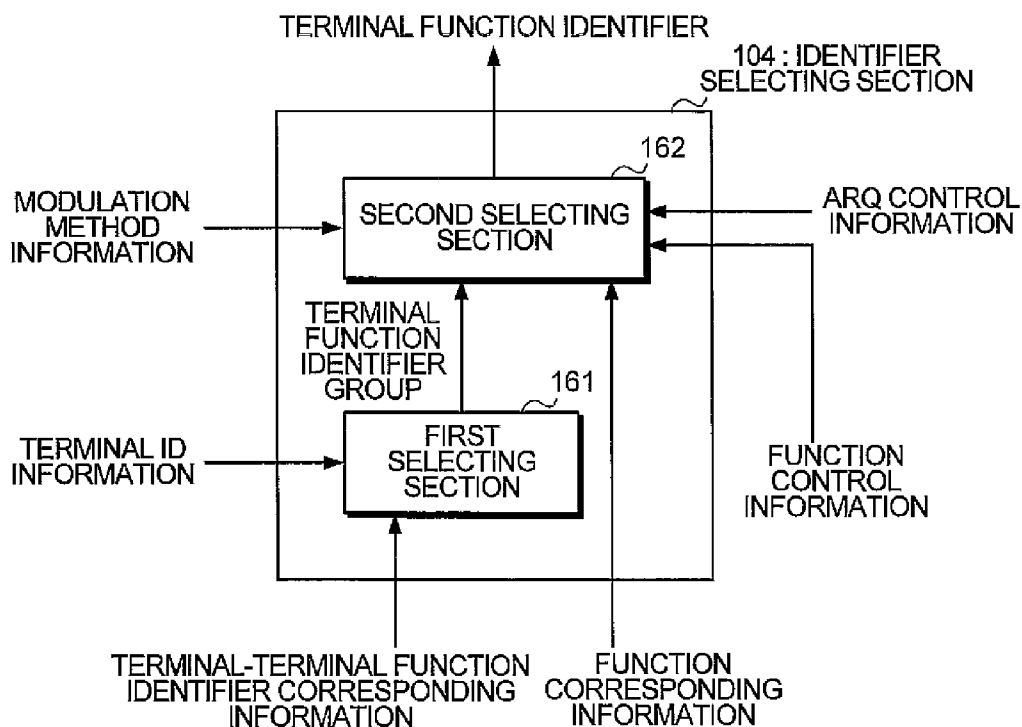 TERMINAL FUNCTION IDENTIFIER
104 : IDENTIFIER
SELECTING SECTION
162
MODULATION
METHOD
INFORMATION
SECOND SELECTING
SECTION
ARQ CONTROL
INFORMATION
TERMINAL
FUNCTION
IDENTIFIER
GROUP
161
TERMINAL ID
INFORMATION
FIRST
SELECTING
SECTION
FUNCTION
CONTROL
INFORMATION
TERMINAL-TERMINAL FUNCTION
IDENTIFIER CORRESPONDING
INFORMATION
FUNCTION
CORRESPONDING
INFORMATION